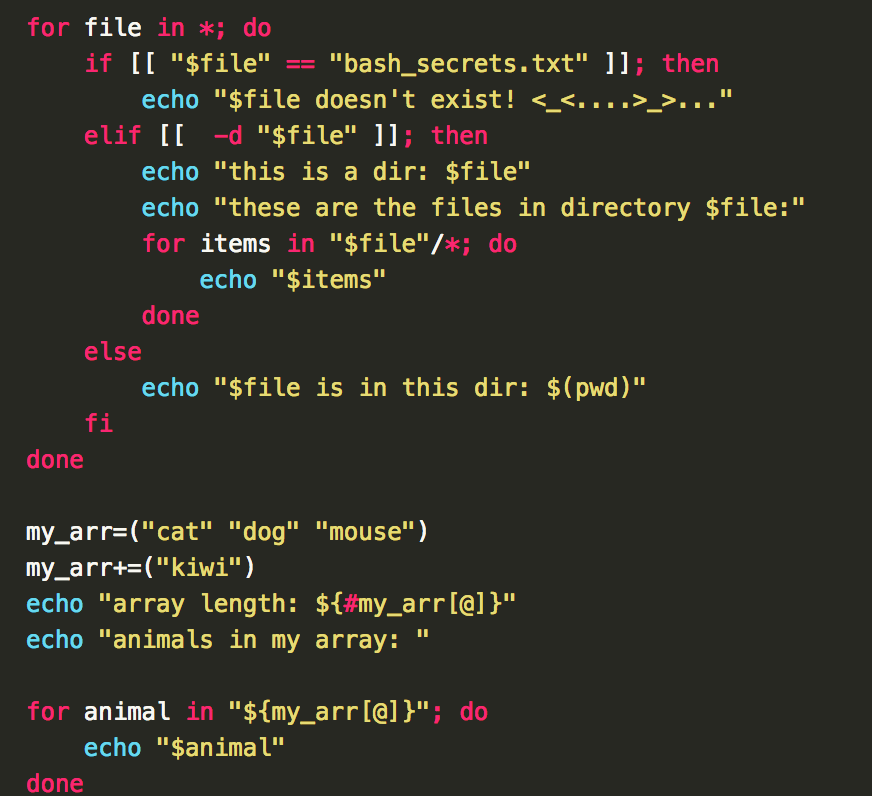 for file in *; do
    if [[ "$file" == "bash_secrets.txt" ]]; then
        echo "$file doesn't exist! <_<....>_>..."
    elif [[  -d "$file" ]]; then
        echo "this is a dir: $file"
        echo "these are the files in directory $file:"
        for items in "$file"/*; do
            echo "$items"
        done
    else
        echo "$file is in this dir: $(pwd)"
    fi
done

my_arr=("cat" "dog" "mouse")
my_arr+=("kiwi")
echo "array length: ${#my_arr[@]}"
echo "animals in my array: "

for animal in "${my_arr[@]}"; do
    echo "$animal"
done